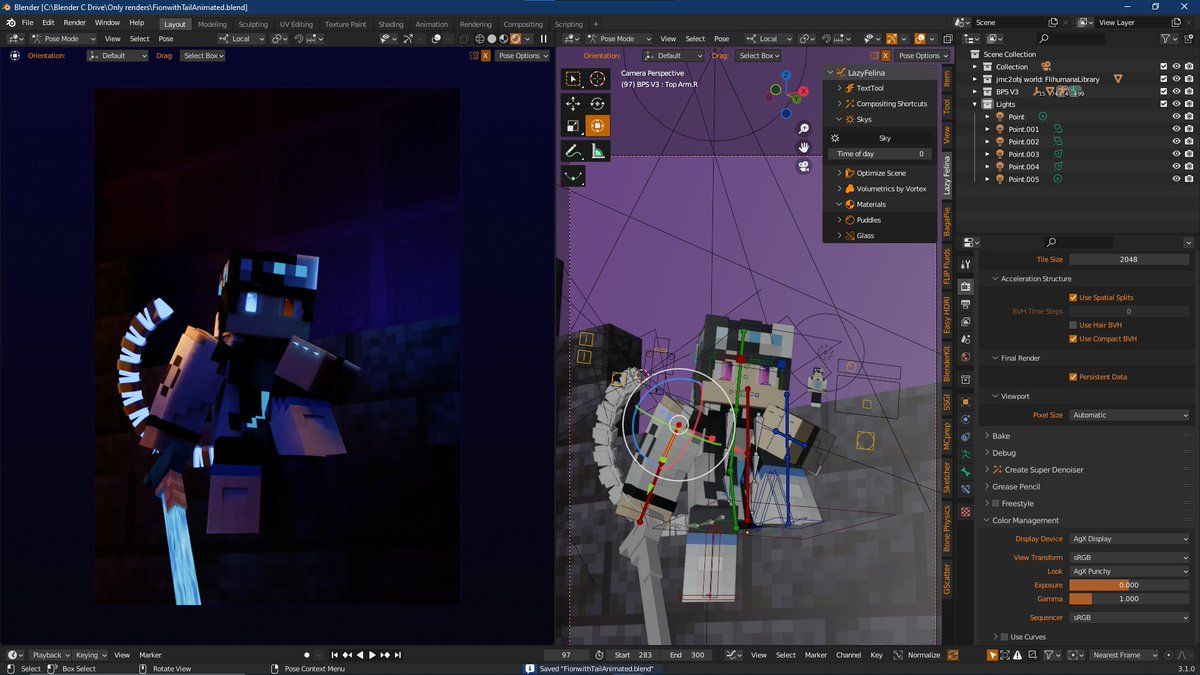 Blender [C:\Blender C Drive\Only renders\FionwithTailAnimated.blend]
File Edit Render Window Help
Layout Modeling Sculpting UV Editing Texture Paint Shading Animation Rendering Compositing Scripting +
Scene
View Layer
Pose Mode View Select Pose Local
Pose Mode View Select Pose Local
Orientation: Default Drag: Select Box X Pose Options
Orientation: Default Drag: Select Box X Pose Options
Camera Perspective
(97) BPS V3 : Top Arm.R
LazyFelina
TextTool
Compositing Shortcuts
Skys
Sky
Time of day 0
Optimize Scene
Volumetrics by Vortex
Materials
Puddles
Glass
Item
Tool
View
Lazy Felina
BagaPie
FLIP Fluids
Easy HDRI
BlenderKit
SSGI
MCprep
Sketcher
Bone Physics
GScatter
Scene Collection
Collection
jmc2obj world: FlihumanaLibrary
BPS V3
Lights
Point
Point.001
Point.002
Point.003
Point.004
Point.005
Tile Size 2048
Acceleration Structure
Use Spatial Splits
BVH Time Steps 0
Use Hair BVH
Use Compact BVH
Final Render
Persistent Data
Viewport
Pixel Size Automatic
Bake
Debug
Create Super Denoiser
Grease Pencil
Freestyle
Color Management
Display Device AgX Display
View Transform sRGB
Look AgX Punchy
Exposure 0.000
Gamma 1.000
Sequencer sRGB
Use Curves
Playback Keying View Marker
97 Start 283 End 300
View Select Marker Channel Key Normalize Nearest Frame
Select Box Select Rotate View Pose Context Menu
Saved "FionwithTailAnimated.blend"
3.1.0